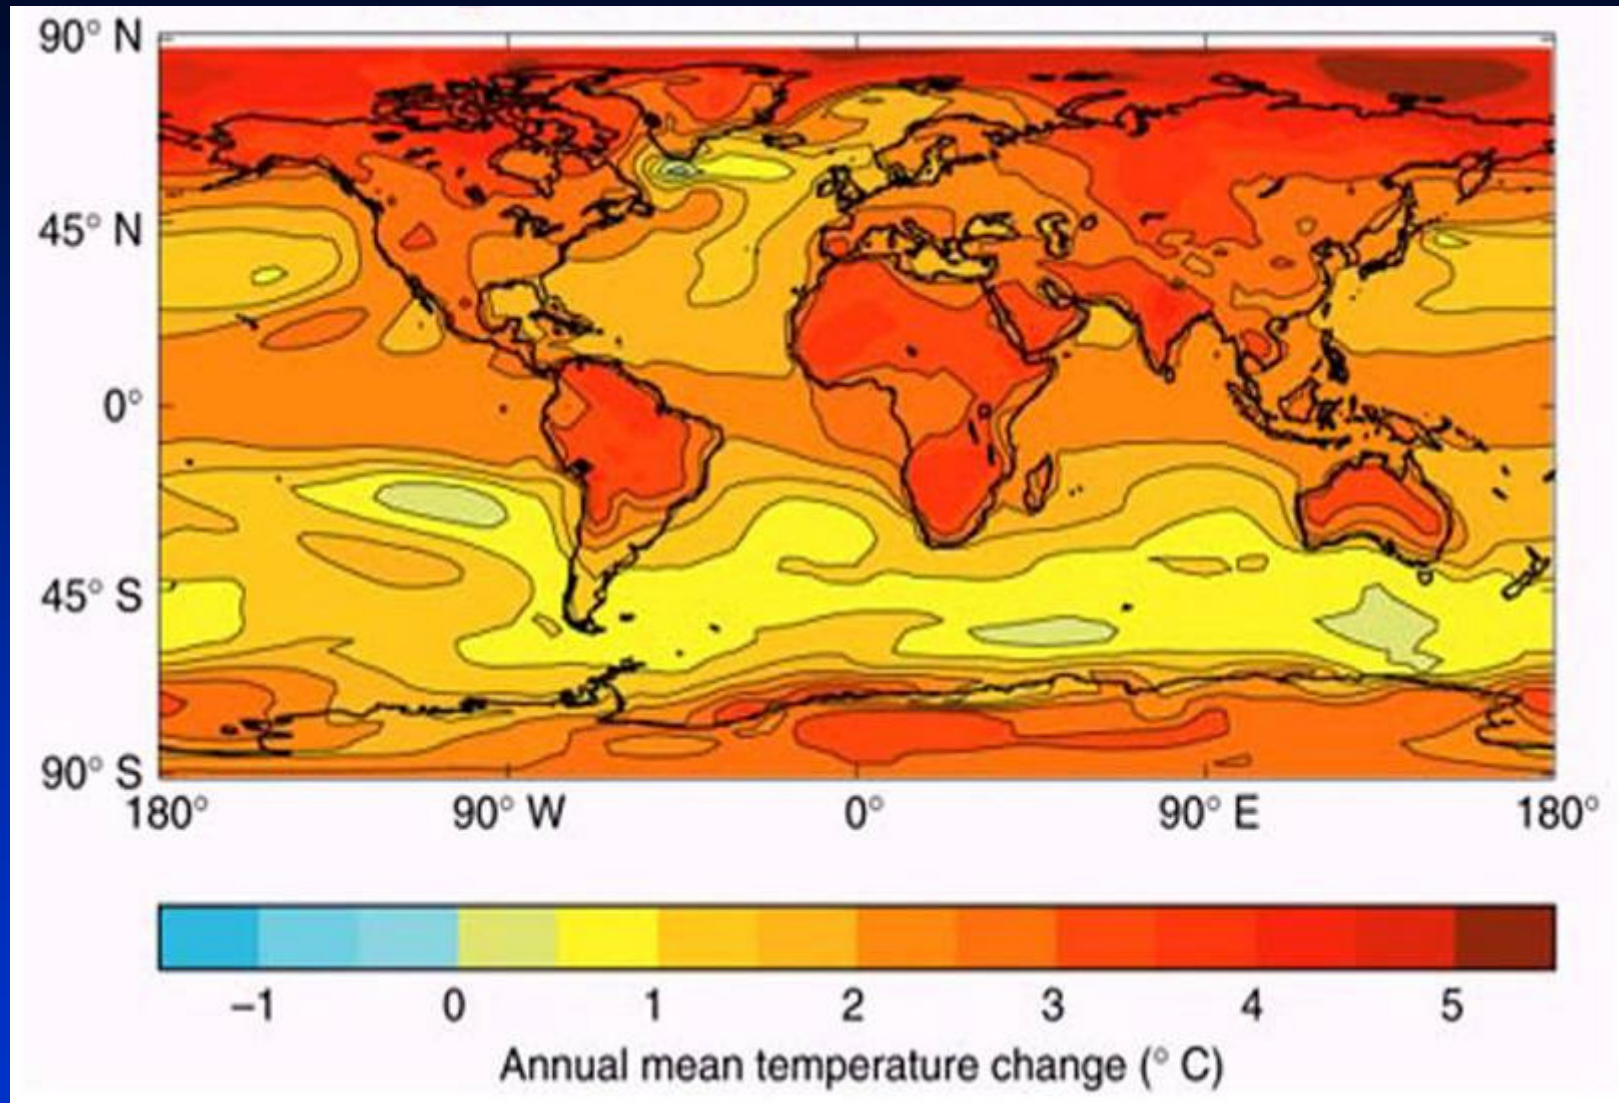 90° N
45° N
0°
45° S
90° S
180° 90° W 0° 90° E 180°
−1 0 1 2 3 4 5
Annual mean temperature change (° C)